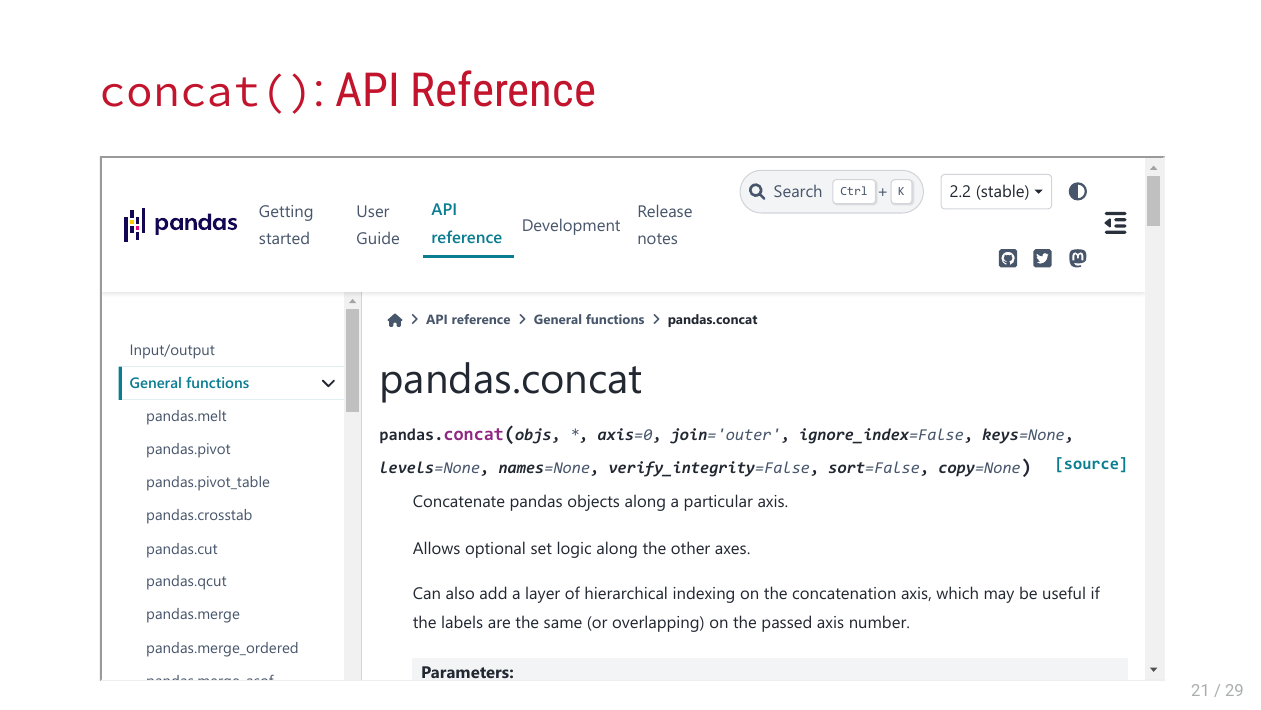 concat(): API Reference
pandas
Getting started
User Guide
API reference
Development
Release notes
Search Ctrl + K
2.2 (stable)
Input/output
General functions
pandas.melt
pandas.pivot
pandas.pivot_table
pandas.crosstab
pandas.cut
pandas.qcut
pandas.merge
pandas.merge_ordered
pandas.merge_asof
API reference > General functions > pandas.concat
pandas.concat
pandas.concat(objs, *, axis=0, join='outer', ignore_index=False, keys=None,
levels=None, names=None, verify_integrity=False, sort=False, copy=None) [source]
Concatenate pandas objects along a particular axis.
Allows optional set logic along the other axes.
Can also add a layer of hierarchical indexing on the concatenation axis, which may be useful if
the labels are the same (or overlapping) on the passed axis number.
Parameters:
21 / 29